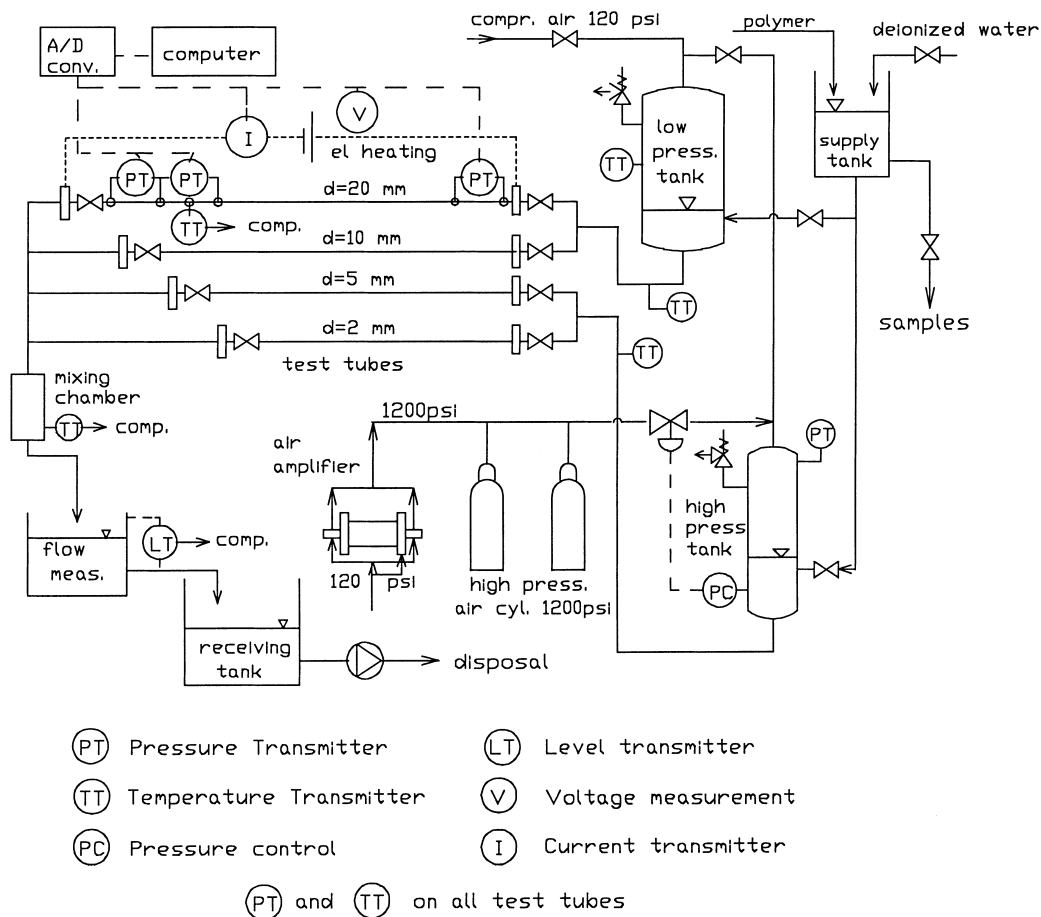 compr. air 120 psi
polymer
deionized water
A/D
conv.
computer
V
I
el heating
low
press.
tank
supply
tank
TT
PT
PT
PT
d=20 mm
TT
comp.
d=10 mm
d=5 mm
TT
samples
d=2 mm
TT
test tubes
mixing
chamber
1200psi
TT
comp.
air
amplifier
PT
high
press
tank
flow
meas.
LT
comp.
120 psi
high press.
air cyl. 1200psi
PC
receiving
tank
disposal
PT Pressure Transmitter
LT Level transmitter
TT Temperature Transmitter
V Voltage measurement
PC Pressure control
I Current transmitter
PT and TT on all test tubes